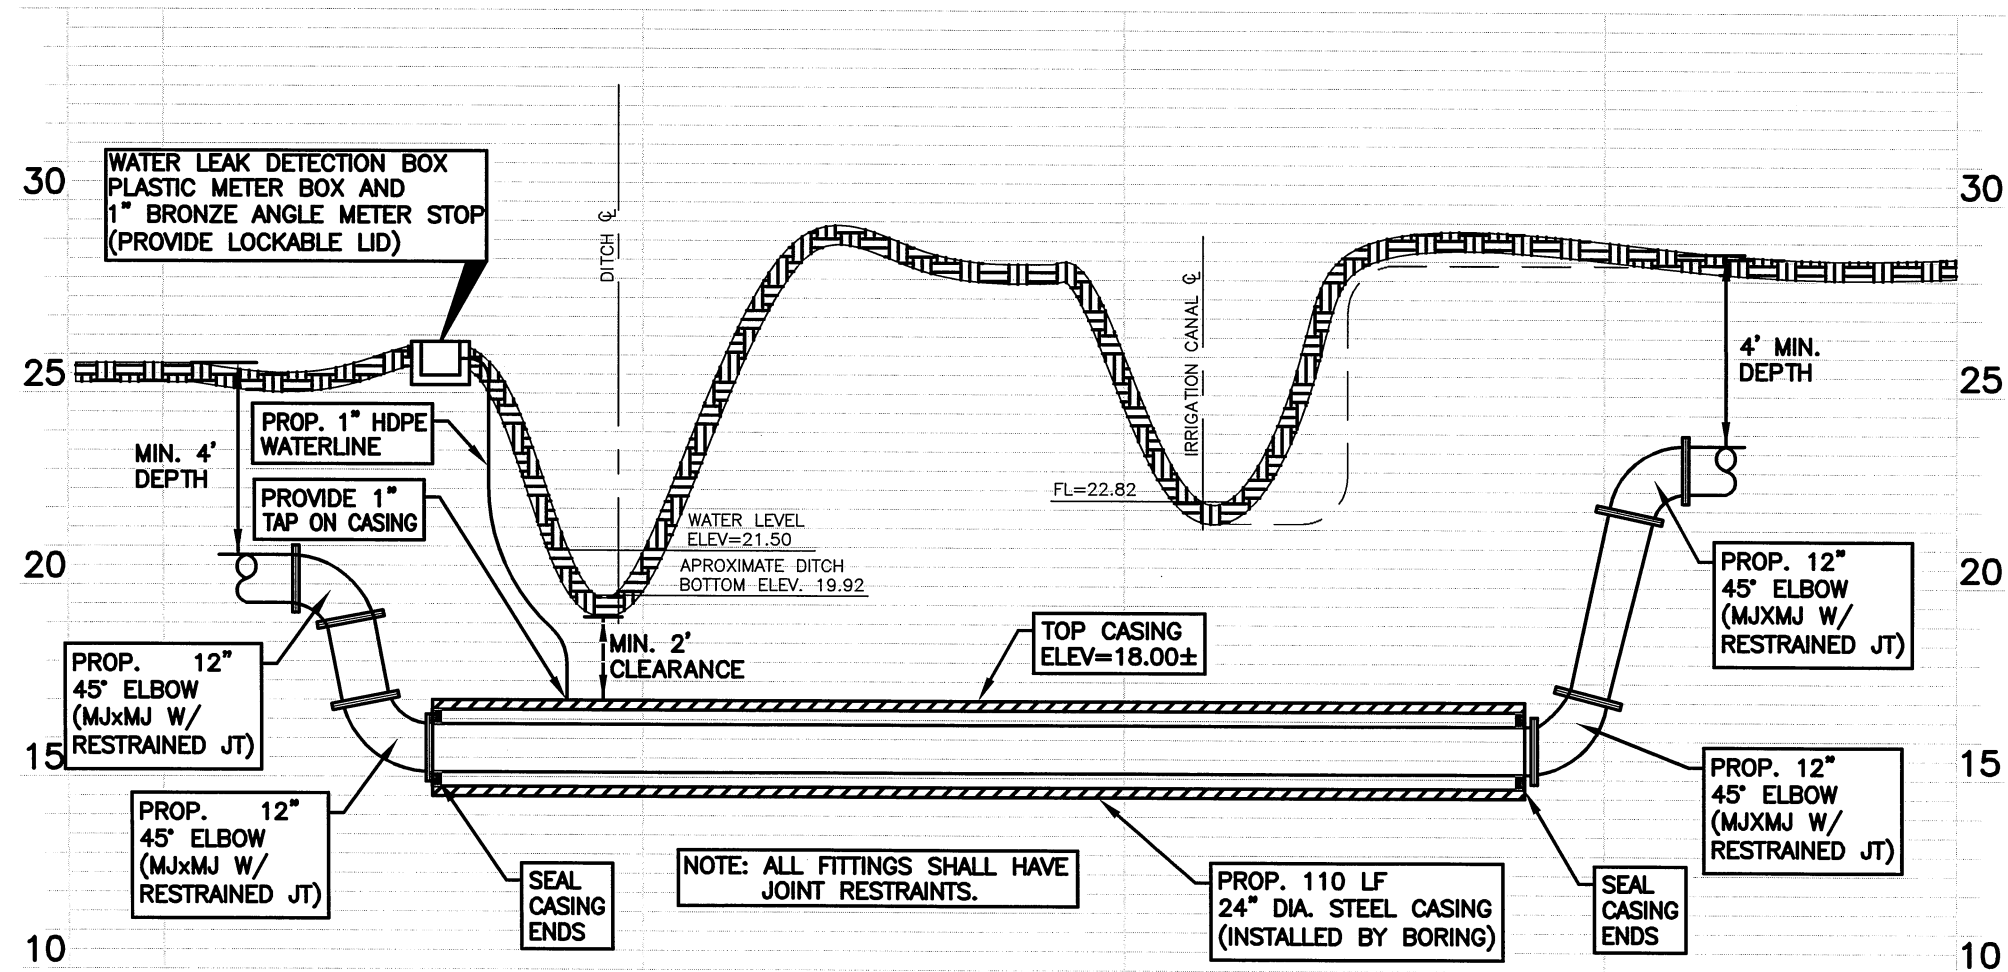 WATER LEAK DETECTION BOX
PLASTIC METER BOX AND
1" BRONZE ANGLE METER STOP
(PROVIDE LOCKABLE LID)
30
30
DITCH ℄
IRRIGATION CANAL ℄
25
25
4' MIN.
DEPTH
PROP. 1" HDPE
WATERLINE
MIN. 4'
DEPTH
PROVIDE 1"
TAP ON CASING
FL=22.82
WATER LEVEL
ELEV=21.50
APROXIMATE DITCH
BOTTOM ELEV. 19.92
20
20
PROP. 12"
45° ELBOW
(MJXMJ W/
RESTRAINED JT)
TOP CASING
ELEV=18.00±
MIN. 2'
CLEARANCE
PROP. 12"
45° ELBOW
(MJxMJ W/
RESTRAINED JT)
15
15
PROP. 12"
45° ELBOW
(MJXMJ W/
RESTRAINED JT)
PROP. 12"
45° ELBOW
(MJxMJ W/
RESTRAINED JT)
SEAL
CASING
ENDS
NOTE: ALL FITTINGS SHALL HAVE
JOINT RESTRAINTS.
PROP. 110 LF
24" DIA. STEEL CASING
(INSTALLED BY BORING)
SEAL
CASING
ENDS
10
10